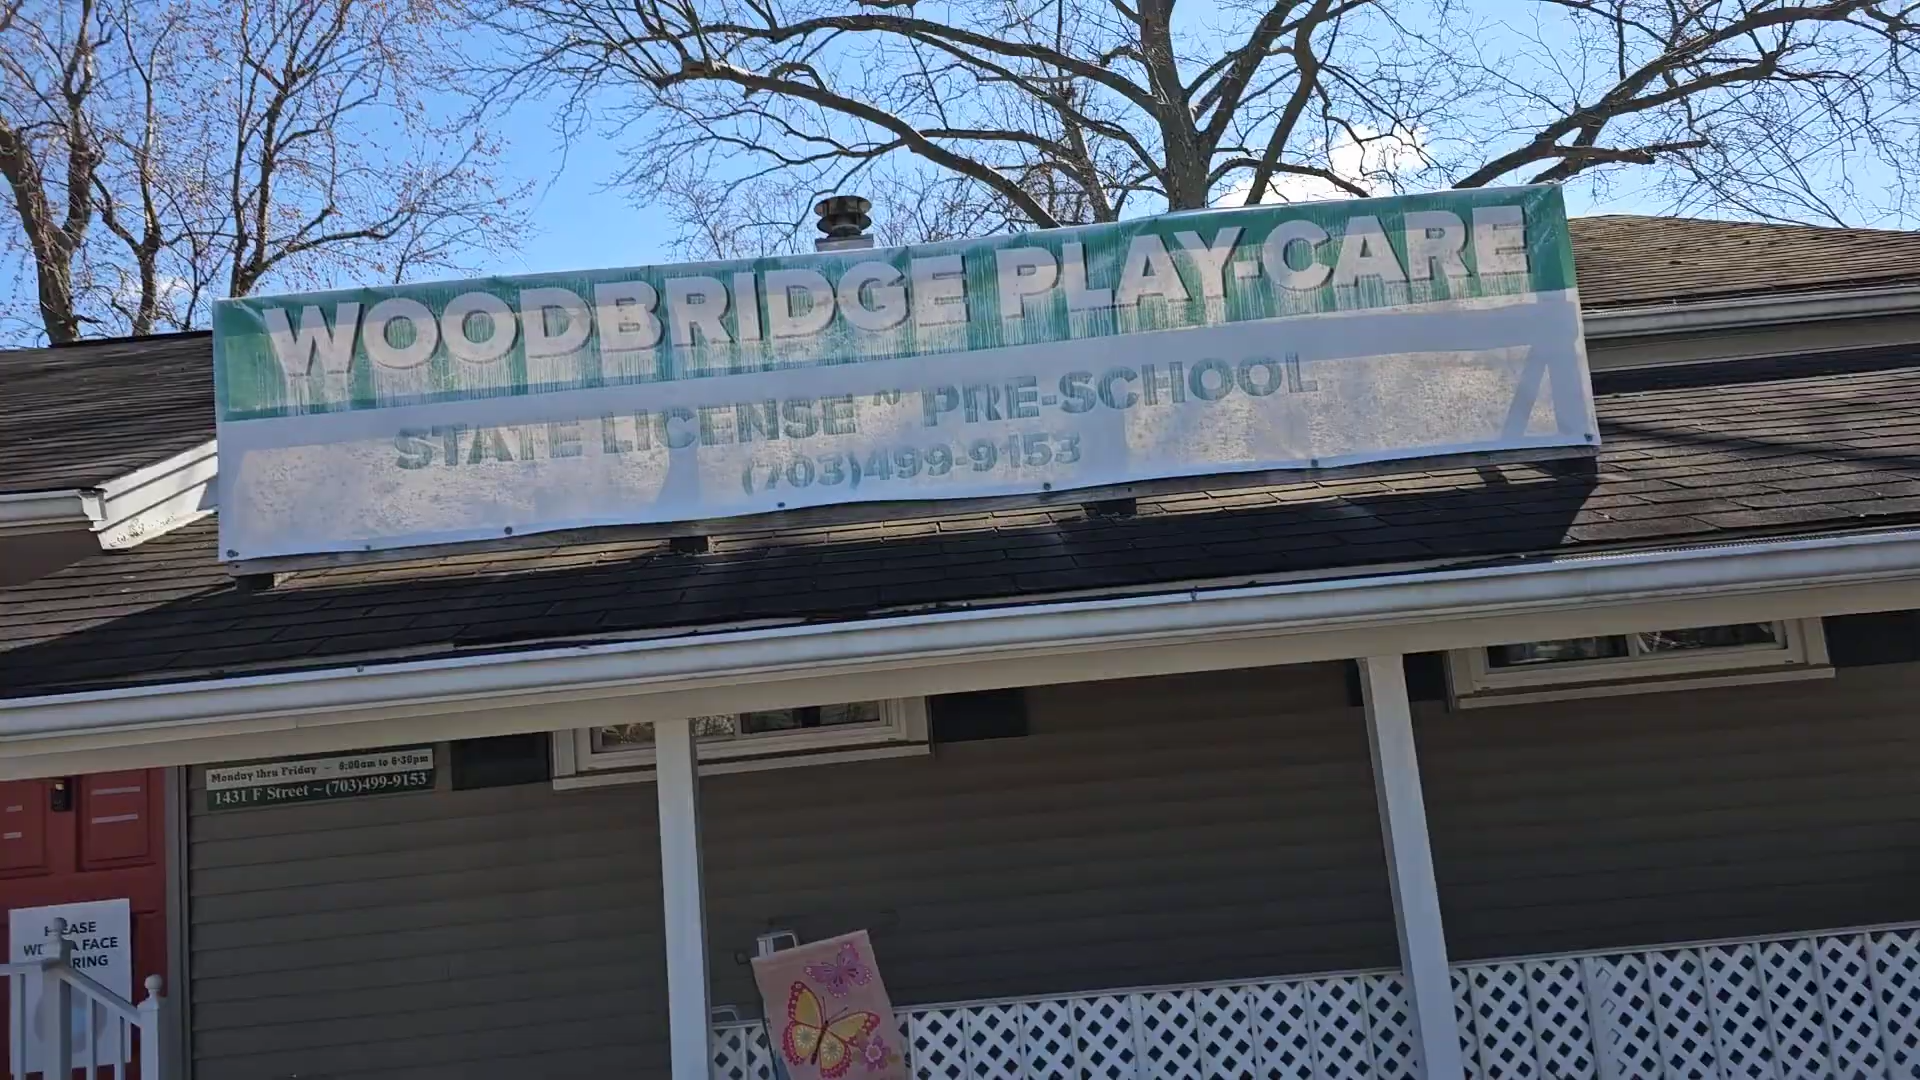 WOODBRIDGE PLAY-CARE
STATE LICENSE ~ PRE-SCHOOL
(703)499-9153
Monday thru Friday ~ 6:00am to 6:30pm
1431 F Street ~ (703)499-9153
A FACE